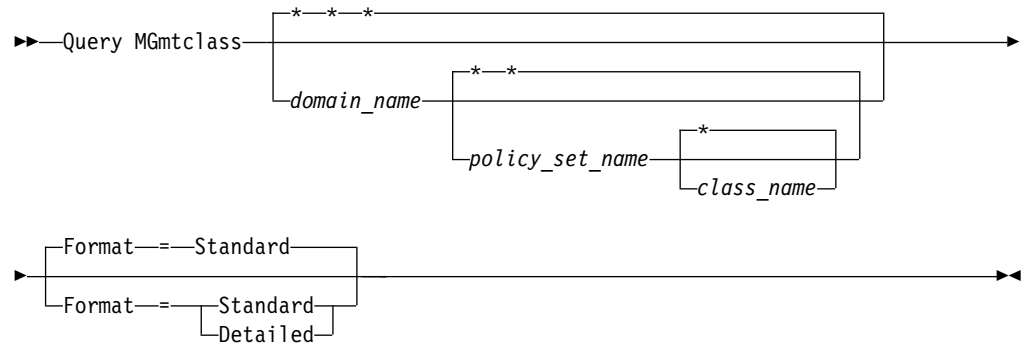 * * *
Query MGmtclass
* *
domain_name
*
policy_set_name
class_name
Format = Standard
Format = Standard
Detailed